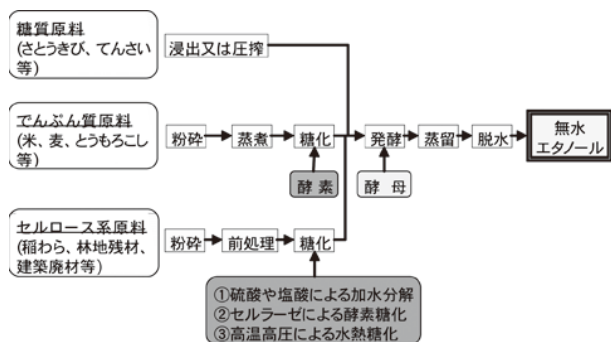 糖質原料
(さとうきび、てんさい
等)
浸出又は圧搾
でんぷん質原料
(米、麦、とうもろこし
等)
粉砕
蒸煮
糖化
発酵
蒸留
脱水
無水
エタノール
酵素
酵母
セルロース系原料
(稲わら、林地残材、
建築廃材等)
粉砕
前処理
糖化
①硫酸や塩酸による加水分解
②セルラーゼによる酵素糖化
③高温高圧による水熱糖化